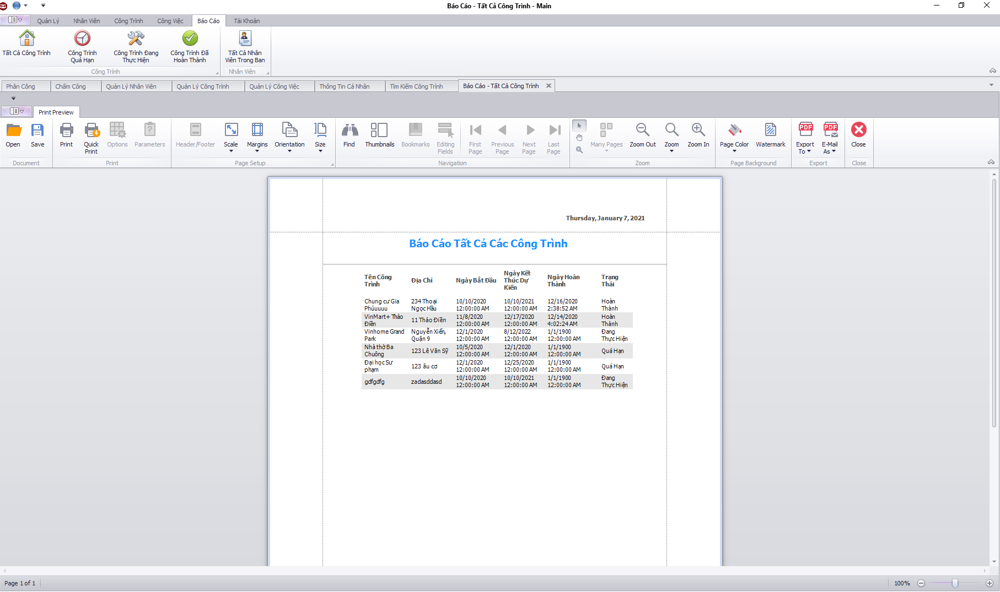 Báo Cáo - Tất Cả Công Trình - Main
Quản Lý Nhân Viên Công Trình Công Việc Báo Cáo Tài Khoản
Tất Cả Công Trình
Công Trình
Quá Hạn
Công Trình Đang
Thực Hiện
Công Trình Đã
Hoàn Thành
Tất Cả Nhân
Viên Trong Ban
Công Trình Nhân Viên
Phân Công Chấm Công Quản Lý Nhân Viên Quản Lý Công Trình Quản Lý Công Việc Thông Tin Cá Nhân Tìm Kiếm Công Trình Báo Cáo - Tất Cả Công Trình
Print Preview
Open
Save
Print
Quick
Print
Options
Parameters
Header/Footer
Scale
Margins
Orientation
Size
Find
Thumbnails
Bookmarks
Editing
Fields
First
Page
Previous
Page
Next
Page
Last
Page
Many Pages
Zoom Out
Zoom
Zoom In
Page Color
Watermark
PDF
Export
To
PDF
E-Mail
As
Close
Document Print Page Setup Navigation Zoom Page Background Export Close
Thursday, January 7, 2021
Báo Cáo Tất Cả Các Công Trình
Tên Công
Trình
Địa Chỉ
Ngày Bắt Đầu
Ngày Kết
Thúc Dự
Kiến
Ngày Hoàn
Thành
Trạng
Thái
Chung cư Gia
Phúuuuu
234 Thoại
Ngọc Hầu
10/10/2020
12:00:00 AM
10/10/2021
12:00:00 AM
12/16/2020
2:38:52 AM
Hoàn
Thành
VinMart+ Thảo
Điền
11 Thảo Điền
11/8/2020
12:00:00 AM
12/17/2020
12:00:00 AM
12/14/2020
4:02:24 AM
Hoàn
Thành
Vinhome Grand
Park
Nguyễn Xiển,
Quận 9
12/1/2020
12:00:00 AM
8/12/2022
12:00:00 AM
1/1/1900
12:00:00 AM
Đang
Thực Hiện
Nhà thờ Ba
Chuông
123 Lê Văn Sỹ
10/5/2020
12:00:00 AM
12/1/2020
12:00:00 AM
1/1/1900
12:00:00 AM
Quá Hạn
Đại học Sư
phạm
123 âu cơ
12/1/2020
12:00:00 AM
12/25/2020
12:00:00 AM
1/1/1900
12:00:00 AM
Quá Hạn
gdfgdfg
zadasddasd
10/10/2020
12:00:00 AM
10/10/2021
12:00:00 AM
1/1/1900
12:00:00 AM
Đang
Thực Hiện
Page 1 of 1
100%